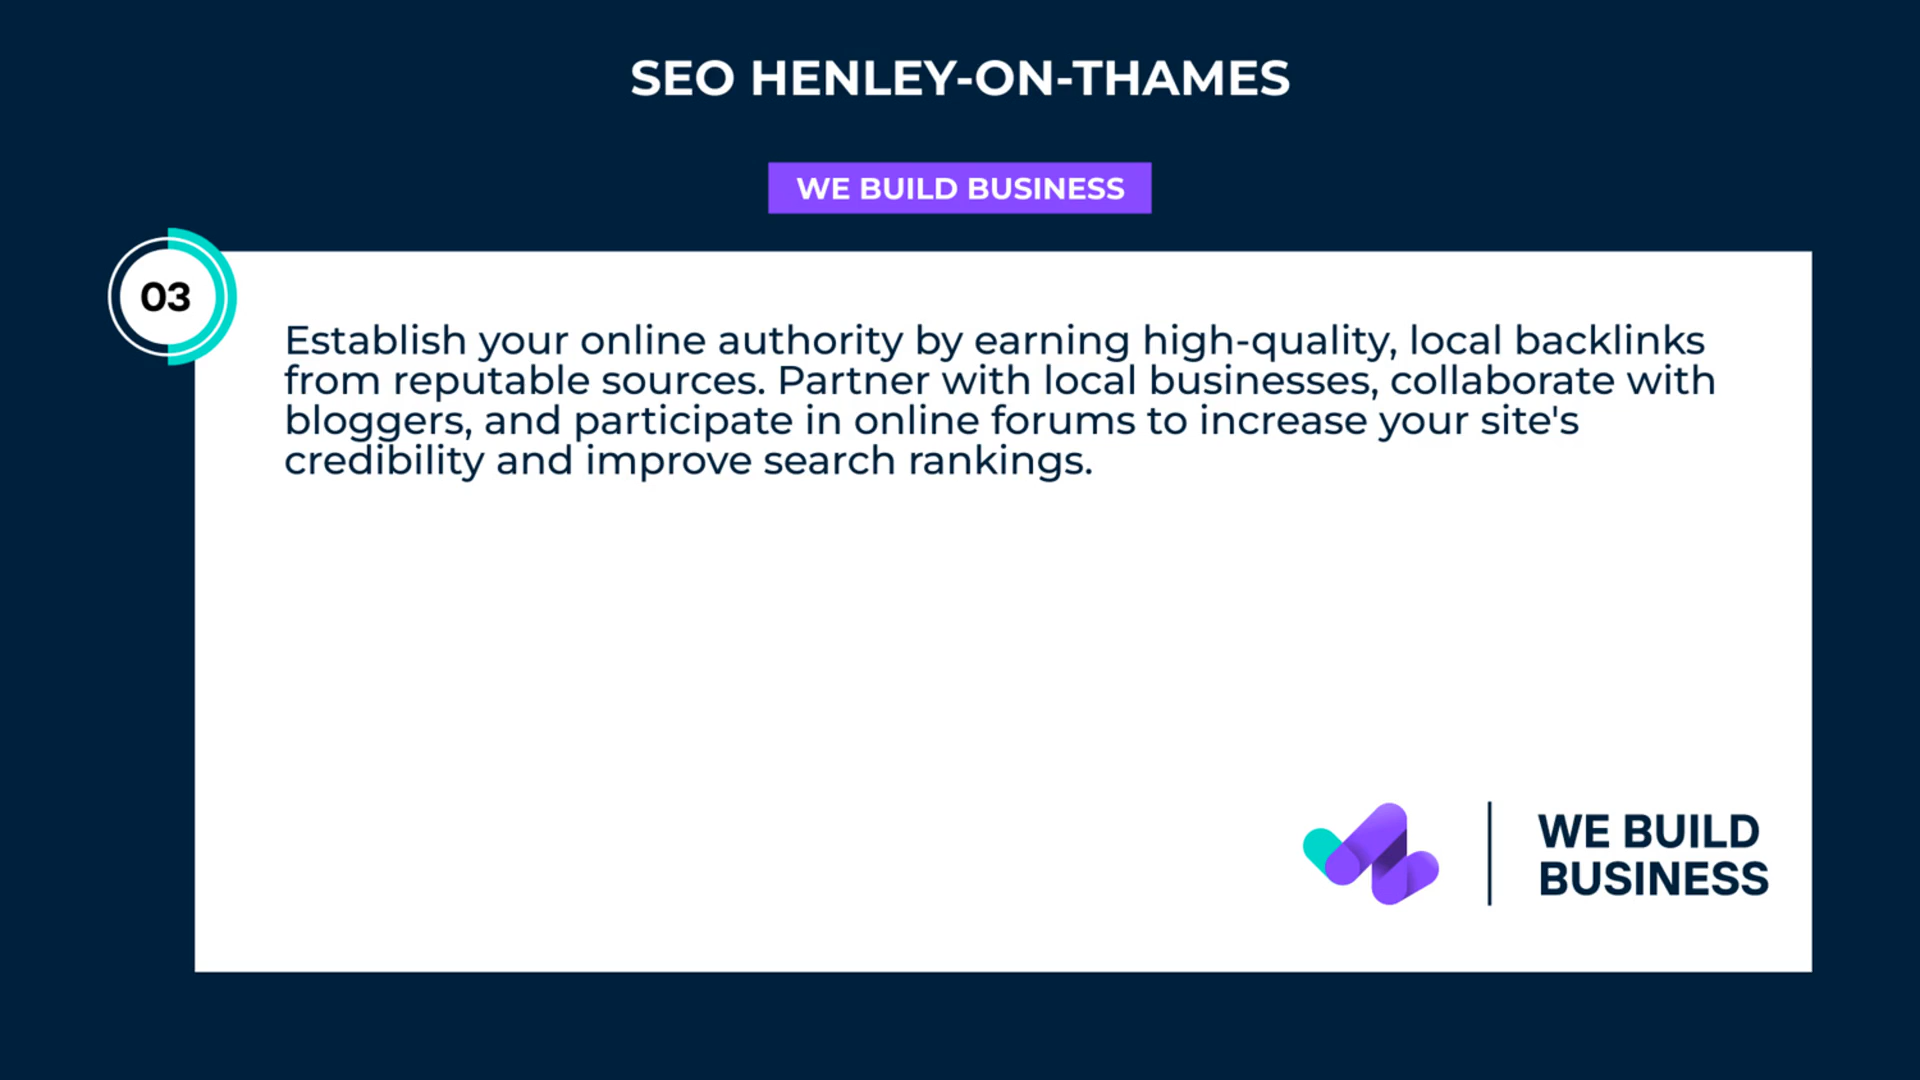 SEO HENLEY-ON-THAMES
WE BUILD BUSINESS
03
Establish your online authority by earning high-quality, local backlinks
from reputable sources. Partner with local businesses, collaborate with
bloggers, and participate in online forums to increase your site's
credibility and improve search rankings.
WE BUILD
BUSINESS